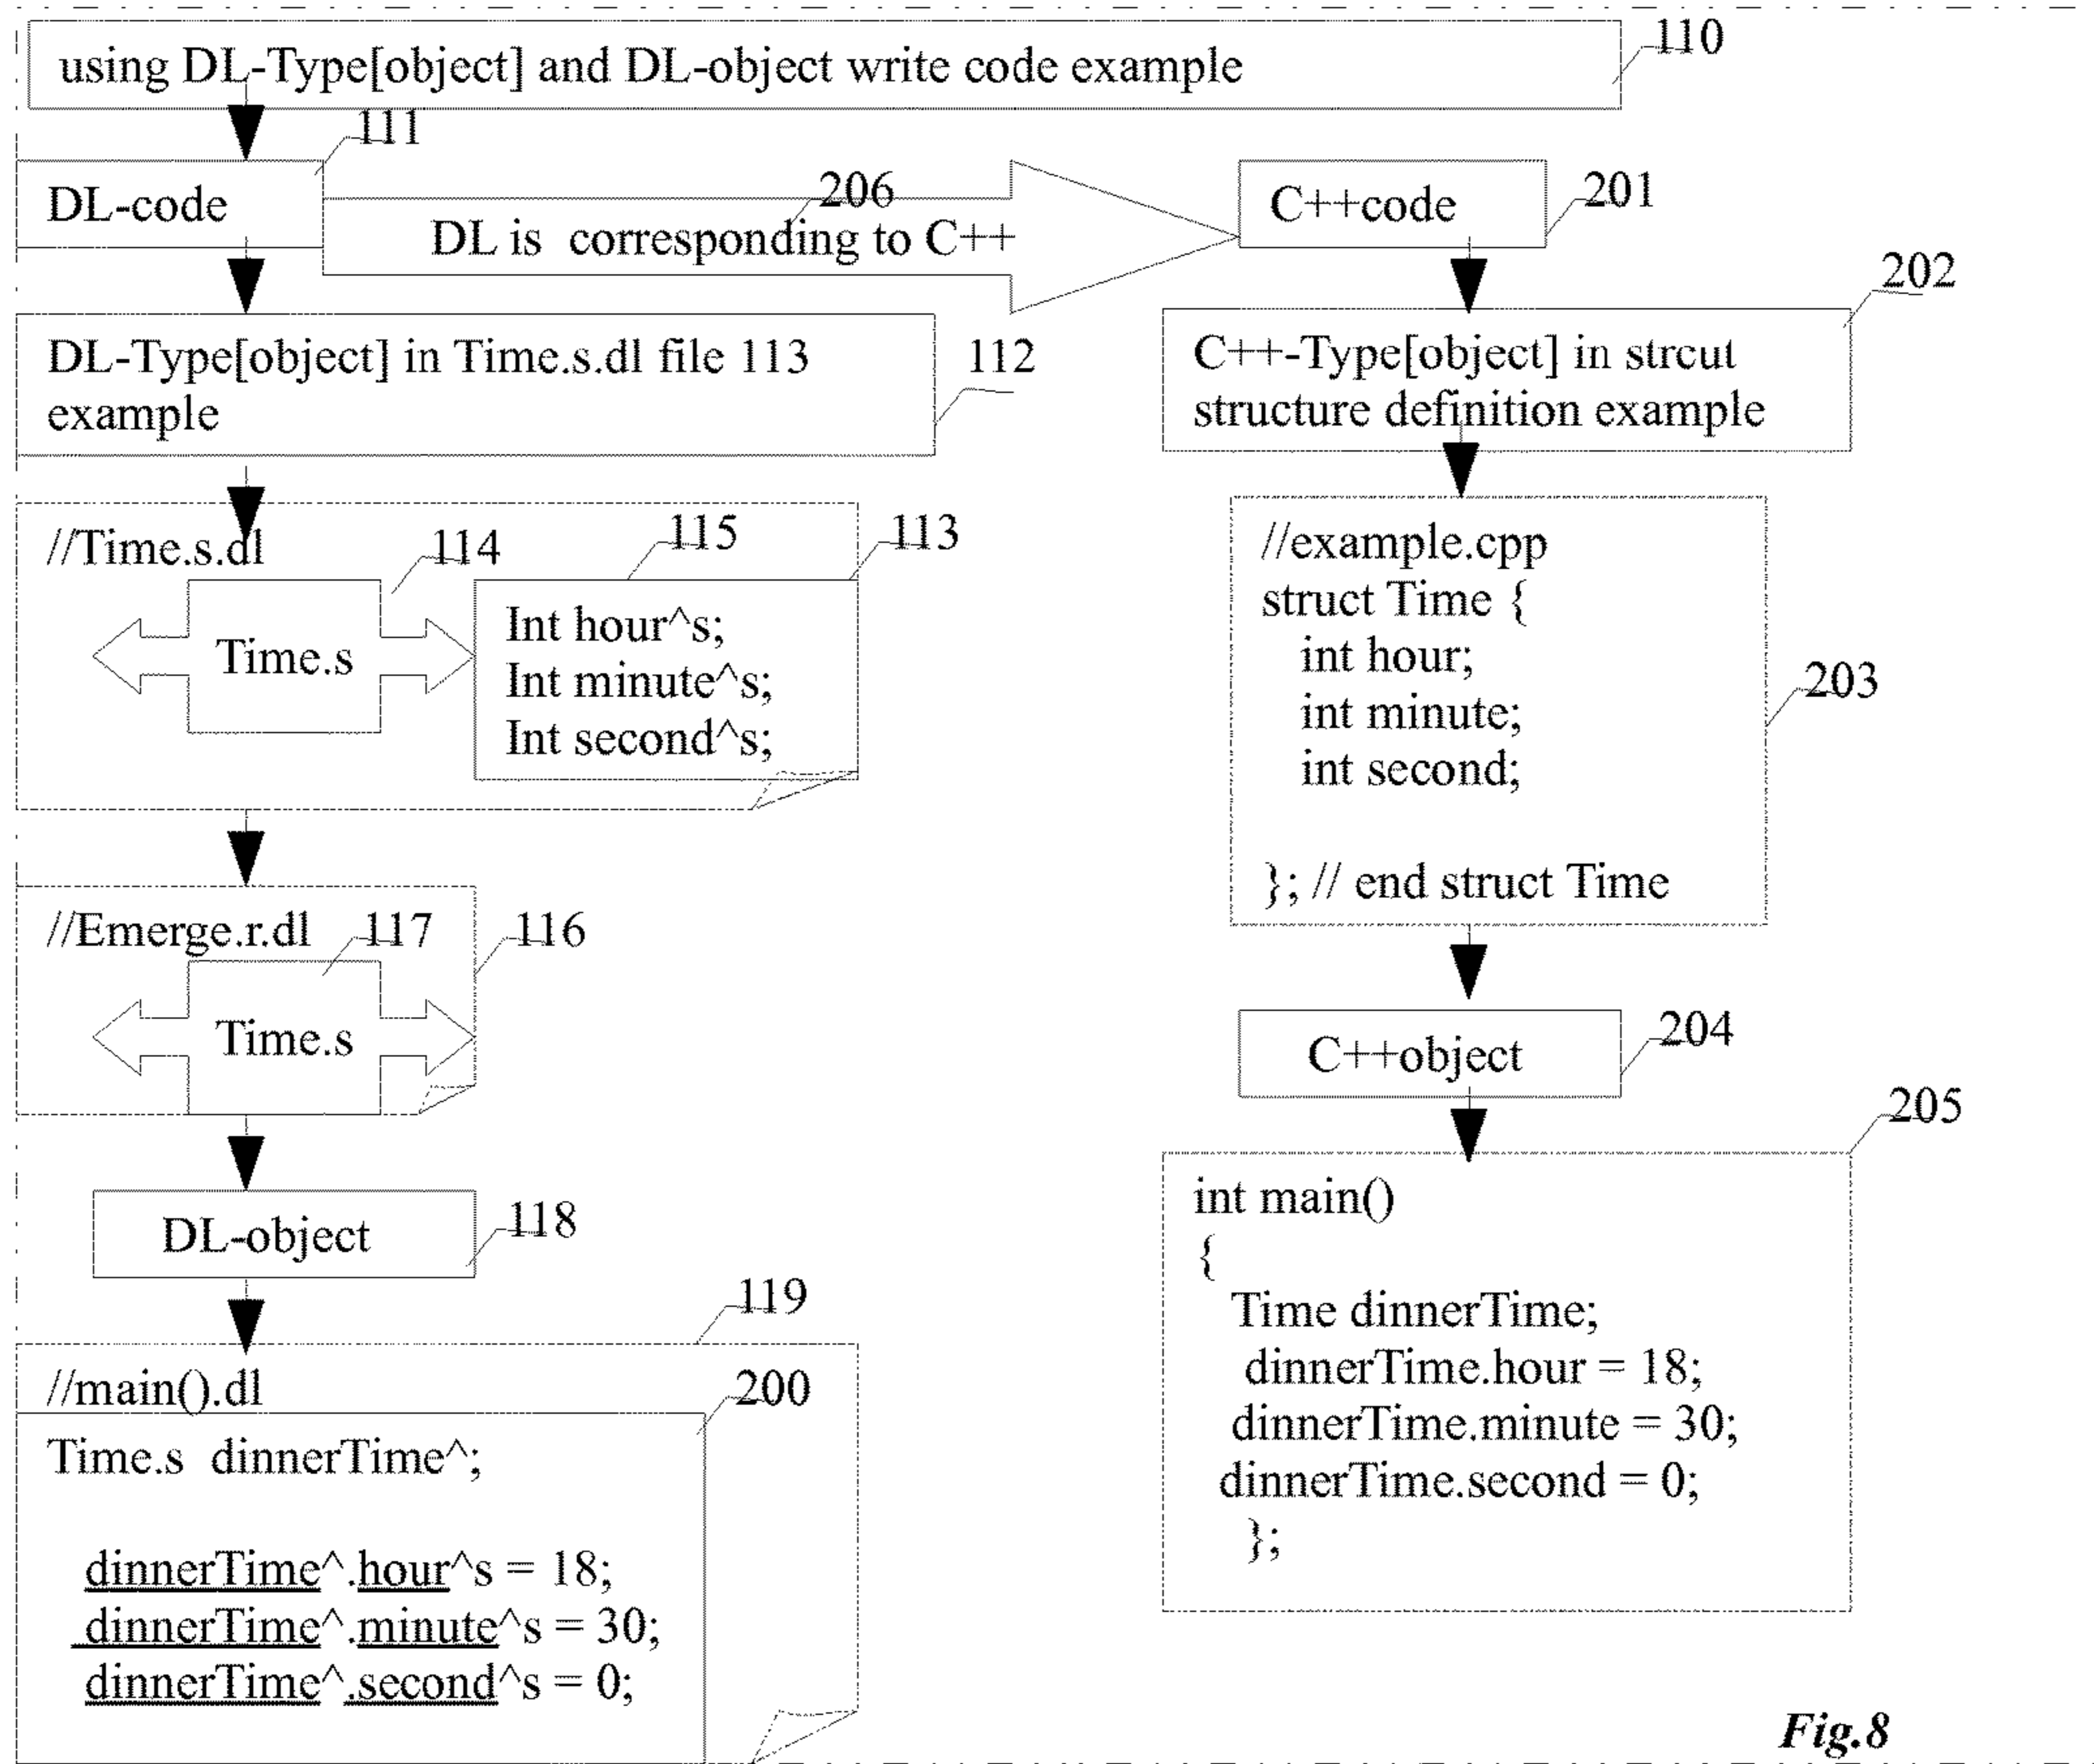 using DL-Type[object] and DL-object write code example
110
111
DL-code
206
DL is corresponding to C++
C++code
201
202
DL-Type[object] in Time.s.dl file 113
example
112
C++-Type[object] in strcut
structure definition example
//Time.s.dl
114
115
113
Time.s
Int hour^s;
Int minute^s;
Int second^s;
//example.cpp
struct Time {
int hour;
int minute;
int second;
}; // end struct Time
203
//Emerge.r.dl
117
116
Time.s
C++object
204
DL-object
118
205
int main()
{
Time dinnerTime;
dinnerTime.hour = 18;
dinnerTime.minute = 30;
dinnerTime.second = 0;
};
119
//main().dl
200
Time.s dinnerTime^;
dinnerTime^.hour^s = 18;
dinnerTime^.minute^s = 30;
dinnerTime^.second^s = 0;
Fig.8